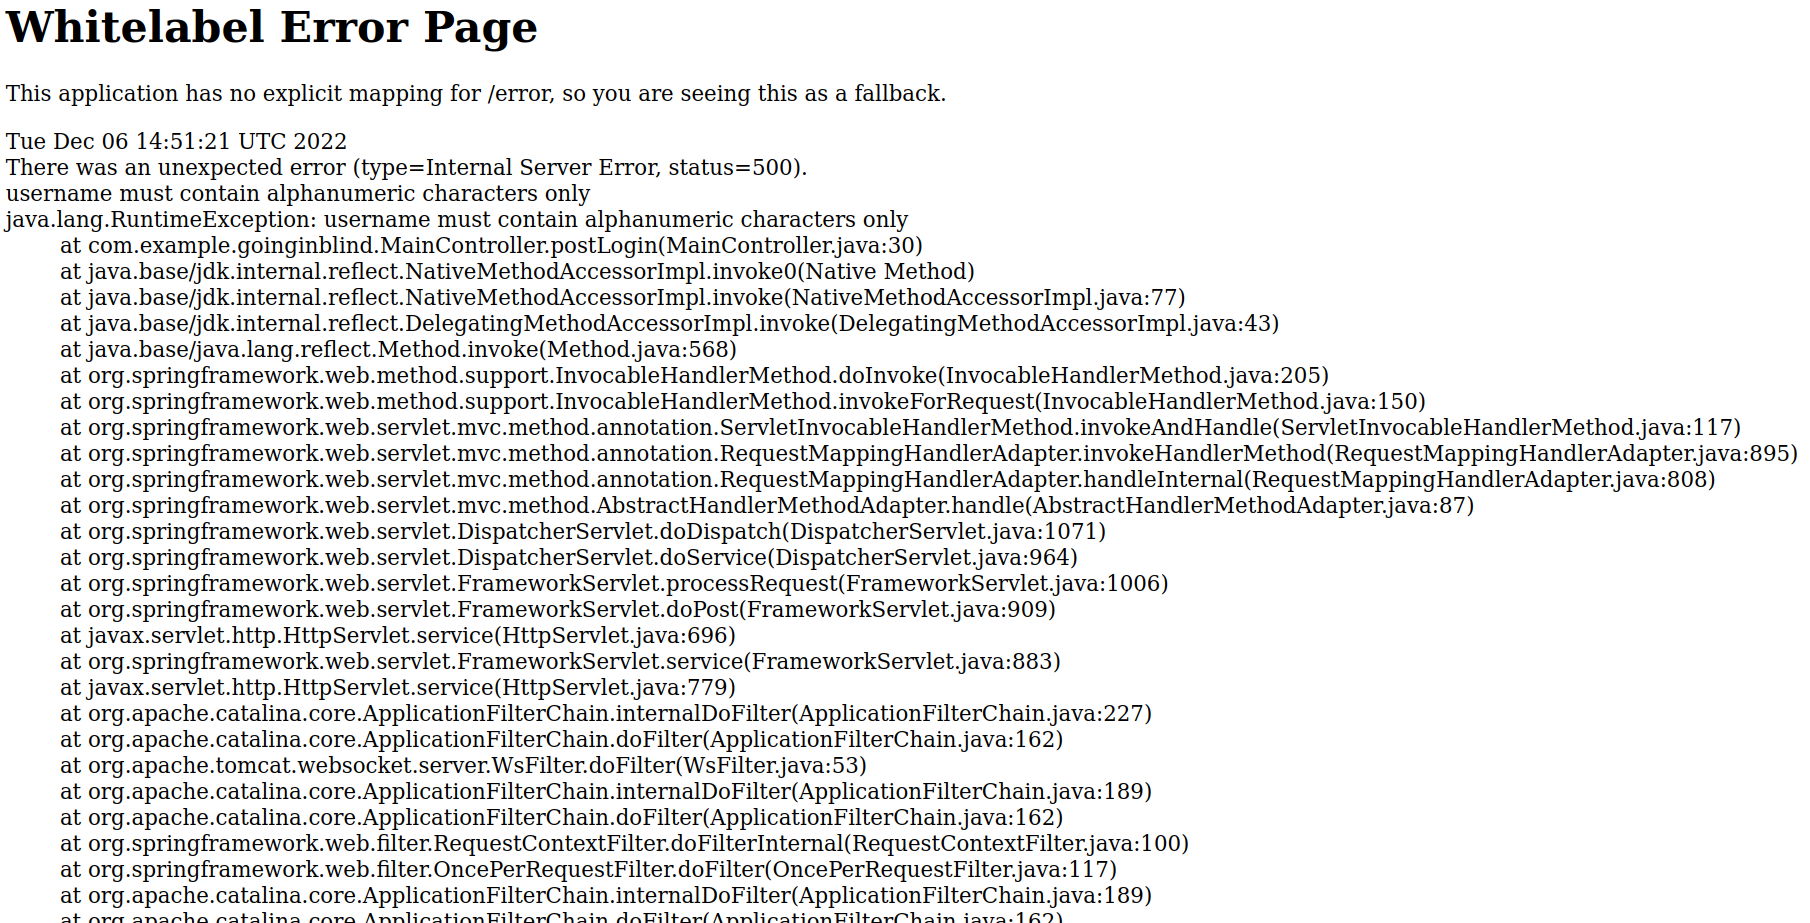 Whitelabel Error Page
This application has no explicit mapping for /error, so you are seeing this as a fallback.
Tue Dec 06 14:51:21 UTC 2022
There was an unexpected error (type=Internal Server Error, status=500).
username must contain alphanumeric characters only
java.lang.RuntimeException: username must contain alphanumeric characters only
at com.example.goinginblind.MainController.postLogin(MainController.java:30)
at java.base/jdk.internal.reflect.NativeMethodAccessorImpl.invoke0(Native Method)
at java.base/jdk.internal.reflect.NativeMethodAccessorImpl.invoke(NativeMethodAccessorImpl.java:77)
at java.base/jdk.internal.reflect.DelegatingMethodAccessorImpl.invoke(DelegatingMethodAccessorImpl.java:43)
at java.base/java.lang.reflect.Method.invoke(Method.java:568)
at org.springframework.web.method.support.InvocableHandlerMethod.doInvoke(InvocableHandlerMethod.java:205)
at org.springframework.web.method.support.InvocableHandlerMethod.invokeForRequest(InvocableHandlerMethod.java:150)
at org.springframework.web.servlet.mvc.method.annotation.ServletInvocableHandlerMethod.invokeAndHandle(ServletInvocableHandlerMethod.java:117)
at org.springframework.web.servlet.mvc.method.annotation.RequestMappingHandlerAdapter.invokeHandlerMethod(RequestMappingHandlerAdapter.java:895)
at org.springframework.web.servlet.mvc.method.annotation.RequestMappingHandlerAdapter.handleInternal(RequestMappingHandlerAdapter.java:808)
at org.springframework.web.servlet.mvc.method.AbstractHandlerMethodAdapter.handle(AbstractHandlerMethodAdapter.java:87)
at org.springframework.web.servlet.DispatcherServlet.doDispatch(DispatcherServlet.java:1071)
at org.springframework.web.servlet.DispatcherServlet.doService(DispatcherServlet.java:964)
at org.springframework.web.servlet.FrameworkServlet.processRequest(FrameworkServlet.java:1006)
at org.springframework.web.servlet.FrameworkServlet.doPost(FrameworkServlet.java:909)
at javax.servlet.http.HttpServlet.service(HttpServlet.java:696)
at org.springframework.web.servlet.FrameworkServlet.service(FrameworkServlet.java:883)
at javax.servlet.http.HttpServlet.service(HttpServlet.java:779)
at org.apache.catalina.core.ApplicationFilterChain.internalDoFilter(ApplicationFilterChain.java:227)
at org.apache.catalina.core.ApplicationFilterChain.doFilter(ApplicationFilterChain.java:162)
at org.apache.tomcat.websocket.server.WsFilter.doFilter(WsFilter.java:53)
at org.apache.catalina.core.ApplicationFilterChain.internalDoFilter(ApplicationFilterChain.java:189)
at org.apache.catalina.core.ApplicationFilterChain.doFilter(ApplicationFilterChain.java:162)
at org.springframework.web.filter.RequestContextFilter.doFilterInternal(RequestContextFilter.java:100)
at org.springframework.web.filter.OncePerRequestFilter.doFilter(OncePerRequestFilter.java:117)
at org.apache.catalina.core.ApplicationFilterChain.internalDoFilter(ApplicationFilterChain.java:189)
at org.apache.catalina.core.ApplicationFilterChain.doFilter(ApplicationFilterChain.java:162)